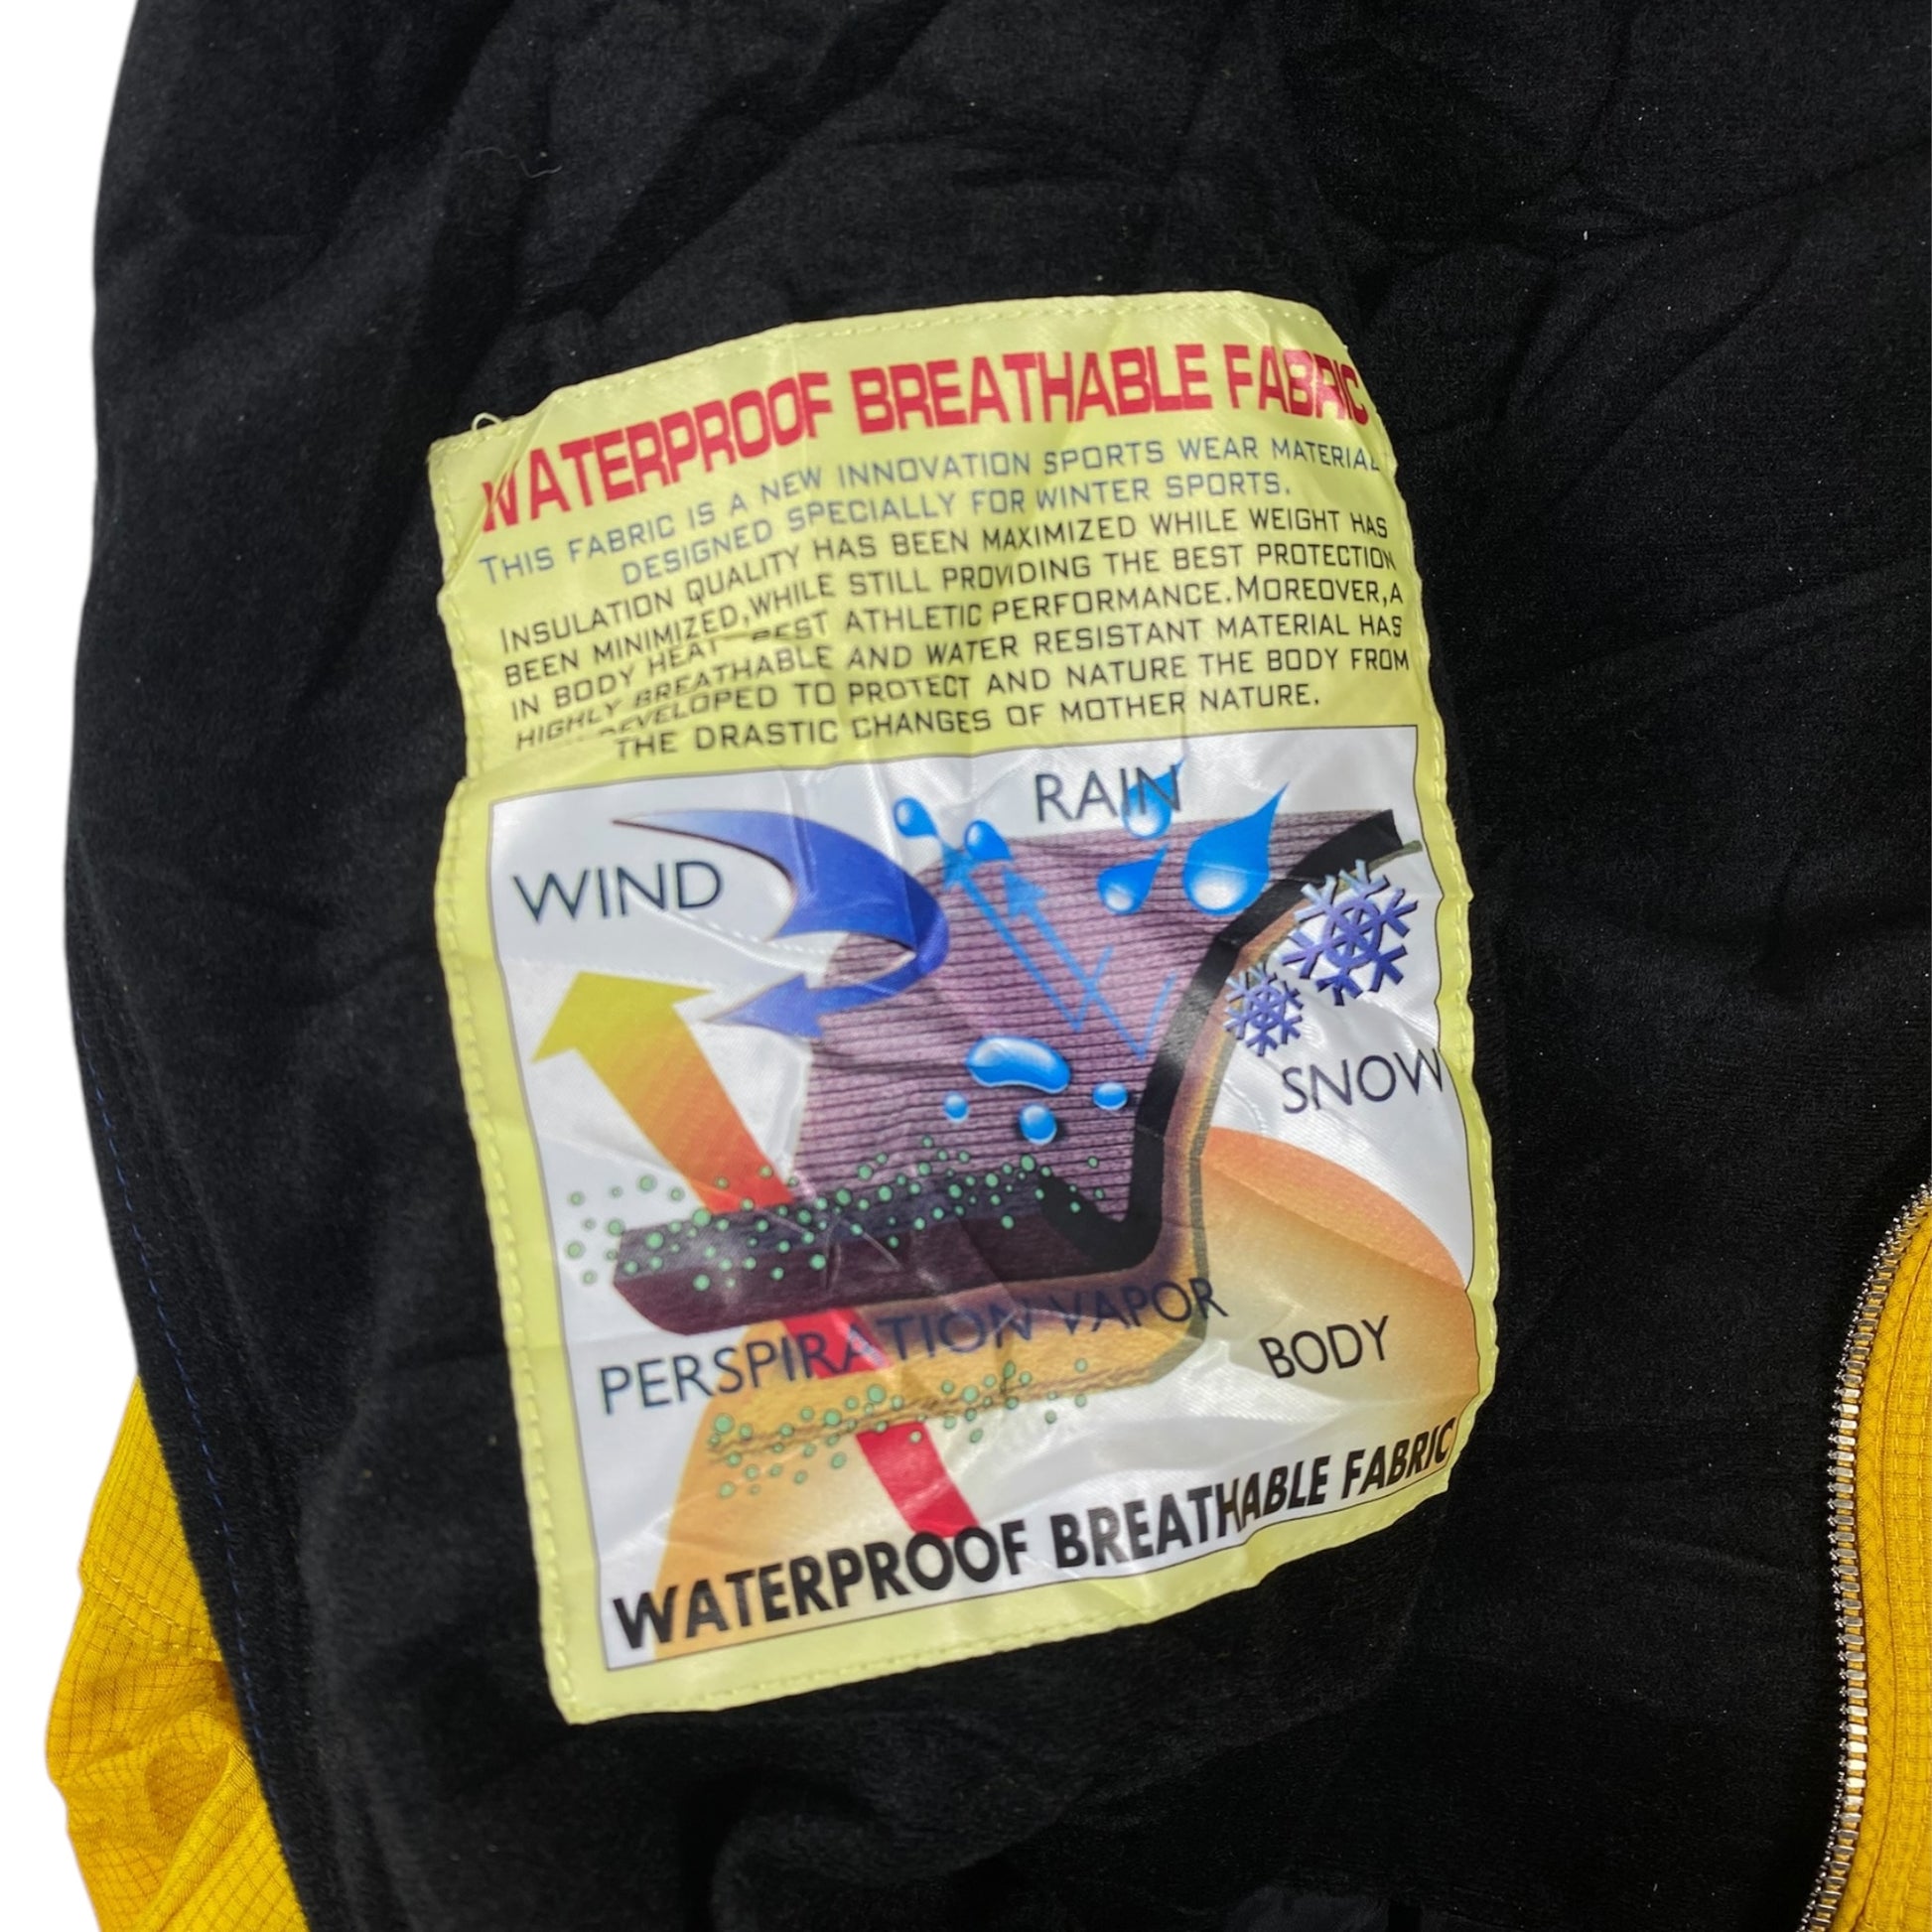 WATERPROOF BREATHABLE FABRIC
THIS FABRIC IS A NEW INNOVATION SPORTS WEAR MATERIAL
DESIGNED SPECIALLY FOR WINTER SPORTS.
INSULATION QUALITY HAS BEEN MAXIMIZED WHILE WEIGHT HAS
BEEN MINIMIZED,WHILE STILL PROVIDING THE BEST PROTECTION
IN BODY HEAT BEST ATHLETIC PERFORMANCE.MOREOVER,A
HIGHLY BREATHABLE AND WATER RESISTANT MATERIAL HAS
DEVELOPED TO PROTECT AND NATURE THE BODY FROM
THE DRASTIC CHANGES OF MOTHER NATURE.
RAIN
WIND
SNOW
PERSPIRATION VAPOR
BODY
WATERPROOF BREATHABLE FABRIC